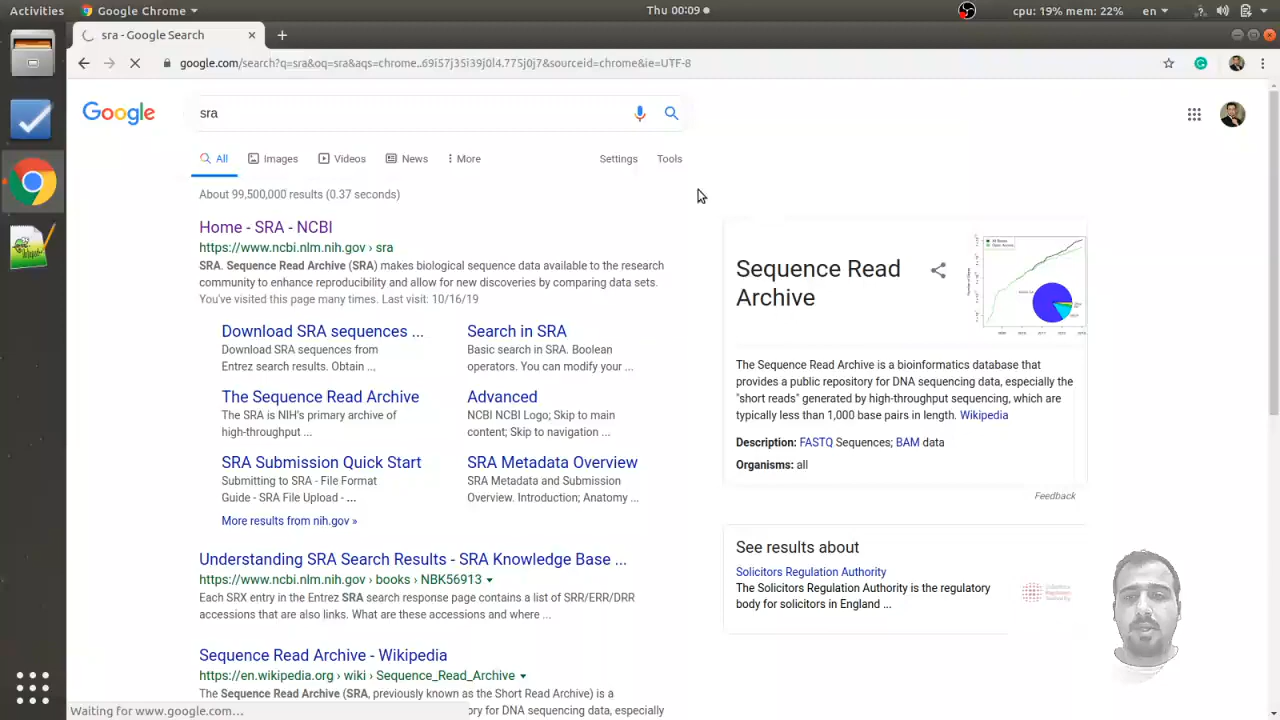 Activities
Google Chrome
Thu 00:09
cpu: 19% mem: 22%
en
sra - Google Search
google.com/search?q=sra&oq=sra&aqs=chrome..69i57j35i39j0l4.775j0j7&sourceid=chrome&ie=UTF-8
Google
sra
All
Images
Videos
News
More
Settings
Tools
About 99,500,000 results (0.37 seconds)
Home - SRA - NCBI
https://www.ncbi.nlm.nih.gov › sra
SRA. Sequence Read Archive (SRA) makes biological sequence data available to the research
community to enhance reproducibility and allow for new discoveries by comparing data sets.
You've visited this page many times. Last visit: 10/16/19
Download SRA sequences ...
Download SRA sequences from
Entrez search results. Obtain ...
Search in SRA
Basic search in SRA. Boolean
operators. You can modify your ...
The Sequence Read Archive
The SRA is NIH's primary archive of
high-throughput ...
Advanced
NCBI NCBI Logo; Skip to main
content; Skip to navigation ...
SRA Submission Quick Start
Submitting to SRA - File Format
Guide - SRA File Upload - ...
SRA Metadata Overview
SRA Metadata and Submission
Overview. Introduction; Anatomy ...
More results from nih.gov »
Understanding SRA Search Results - SRA Knowledge Base ...
https://www.ncbi.nlm.nih.gov › books › NBK56913
Each SRX entry in the Entrez SRA search response page contains a list of SRR/ERR/DRR
accessions that are also links. What are these accessions and where ...
Sequence Read Archive - Wikipedia
https://en.wikipedia.org › wiki › Sequence_Read_Archive
The Sequence Read Archive (SRA, previously known as the Short Read Archive) is a
ry for DNA sequencing data, especially
Waiting for www.google.com...
Sequence Read
Archive
The Sequence Read Archive is a bioinformatics database that
provides a public repository for DNA sequencing data, especially the
"short reads" generated by high-throughput sequencing, which are
typically less than 1,000 base pairs in length. Wikipedia
Description: FASTQ Sequences; BAM data
Organisms: all
Feedback
See results about
Solicitors Regulation Authority
The Solicitors Regulation Authority is the regulatory
body for solicitors in England ...